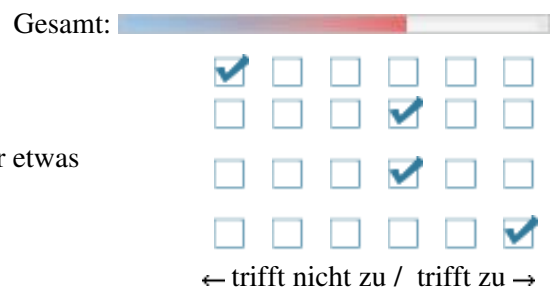 Gesamt:
r etwas
← trifft nicht zu / trifft zu →